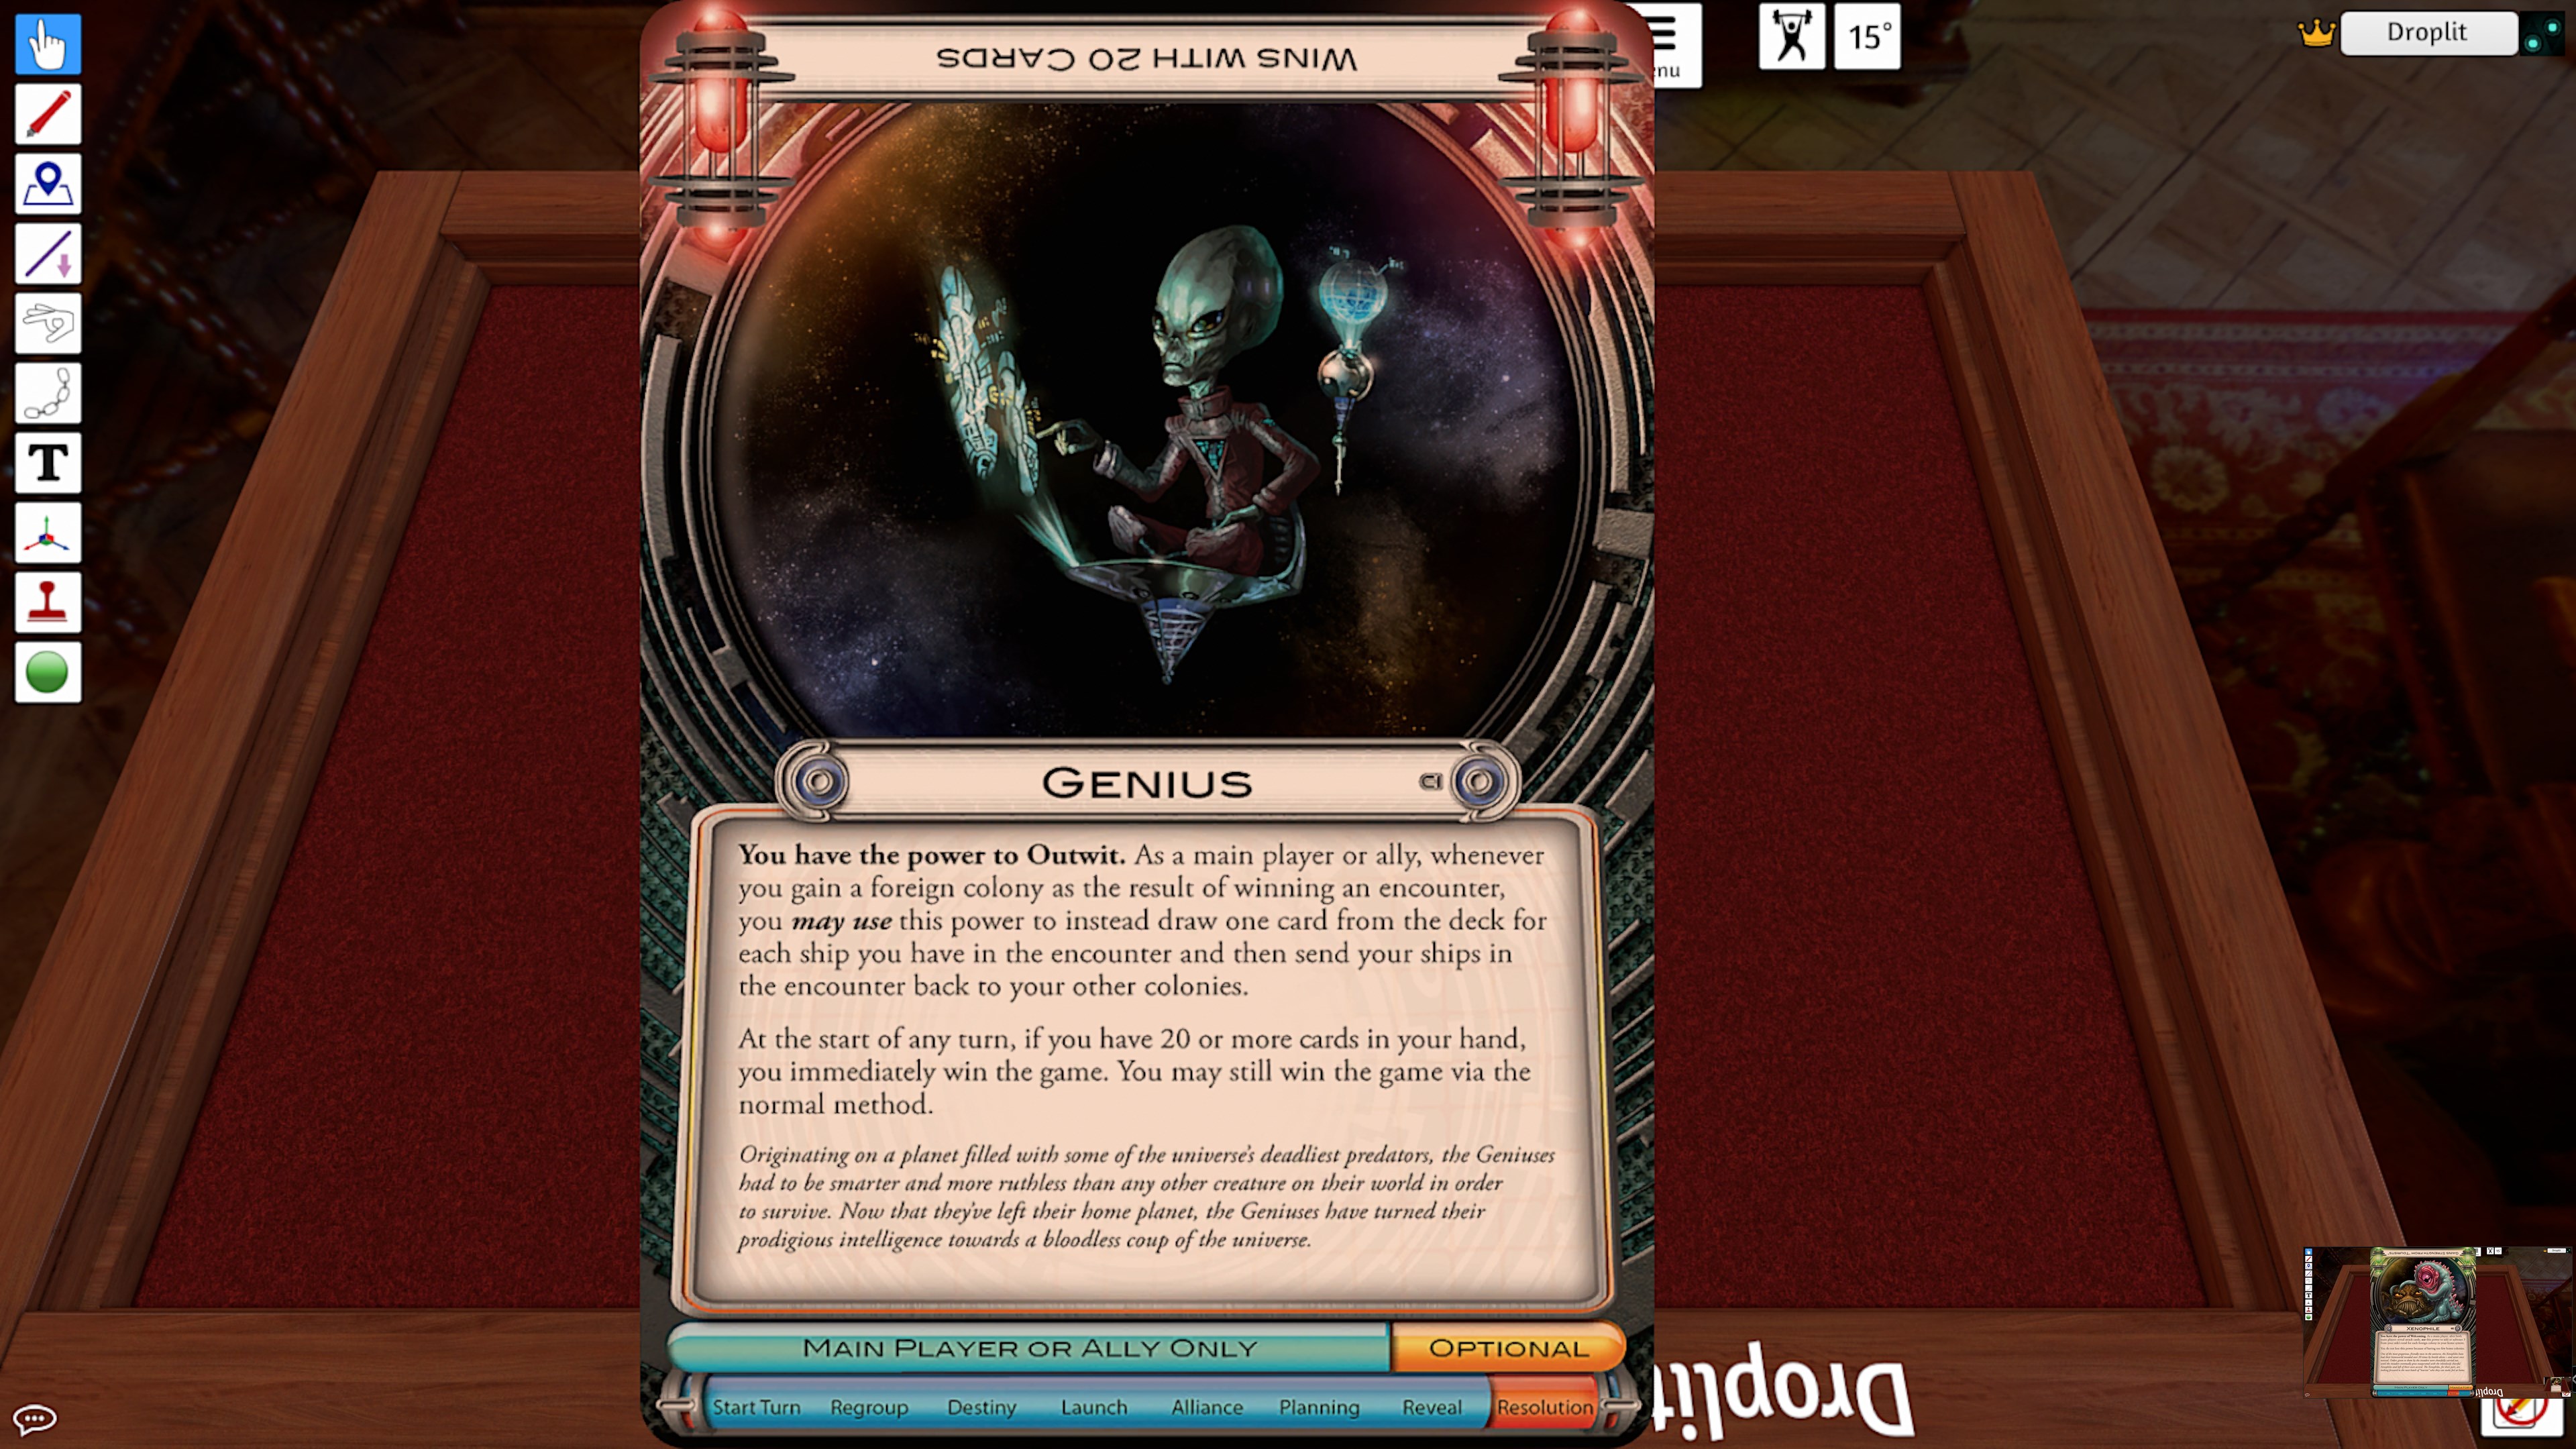 WINS WITH 20 CARDS
enu
15°
Droplit
T
GENIUS
CI
You have the power to Outwit. As a main player or ally, whenever
you gain a foreign colony as the result of winning an encounter,
you may use this power to instead draw one card from the deck for
each ship you have in the encounter and then send your ships in
the encounter back to your other colonies.
At the start of any turn, if you have 20 or more cards in your hand,
you immediately win the game. You may still win the game via the
normal method.
Originating on a planet filled with some of the universe's deadliest predators, the Geniuses
had to be smarter and more ruthless than any other creature on their world in order
to survive. Now that they've left their home planet, the Geniuses have turned their
prodigious intelligence towards a bloodless coup of the universe.
MAIN PLAYER OR ALLY ONLY
OPTIONAL
Start Turn Regroup Destiny Launch Alliance Planning Reveal Resolution
Droplit
XENOPHILE